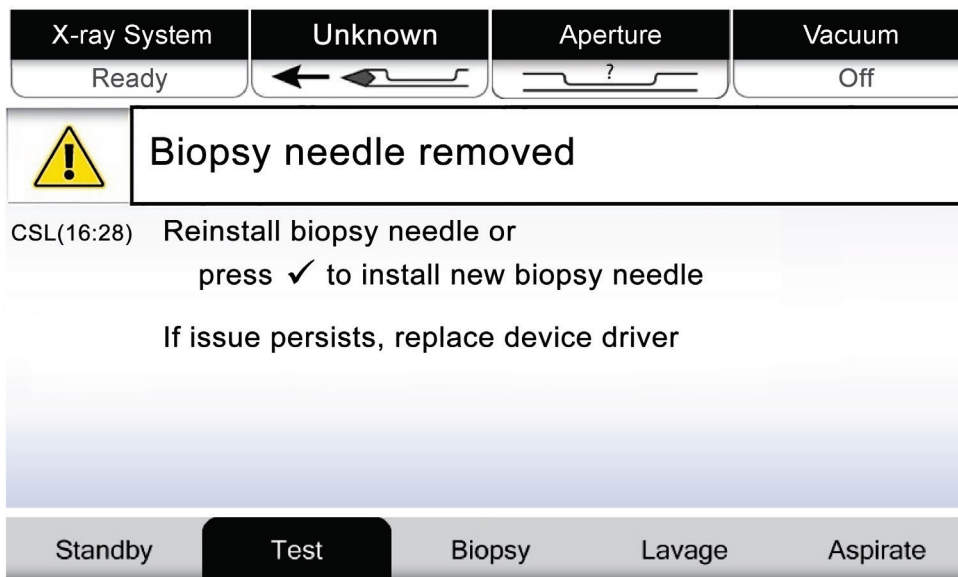 X-ray System Unknown Aperture Vacuum
Ready ? Off
Biopsy needle removed
CSL(16:28) Reinstall biopsy needle or
press ✓ to install new biopsy needle
If issue persists, replace device driver
Standby Test Biopsy Lavage Aspirate